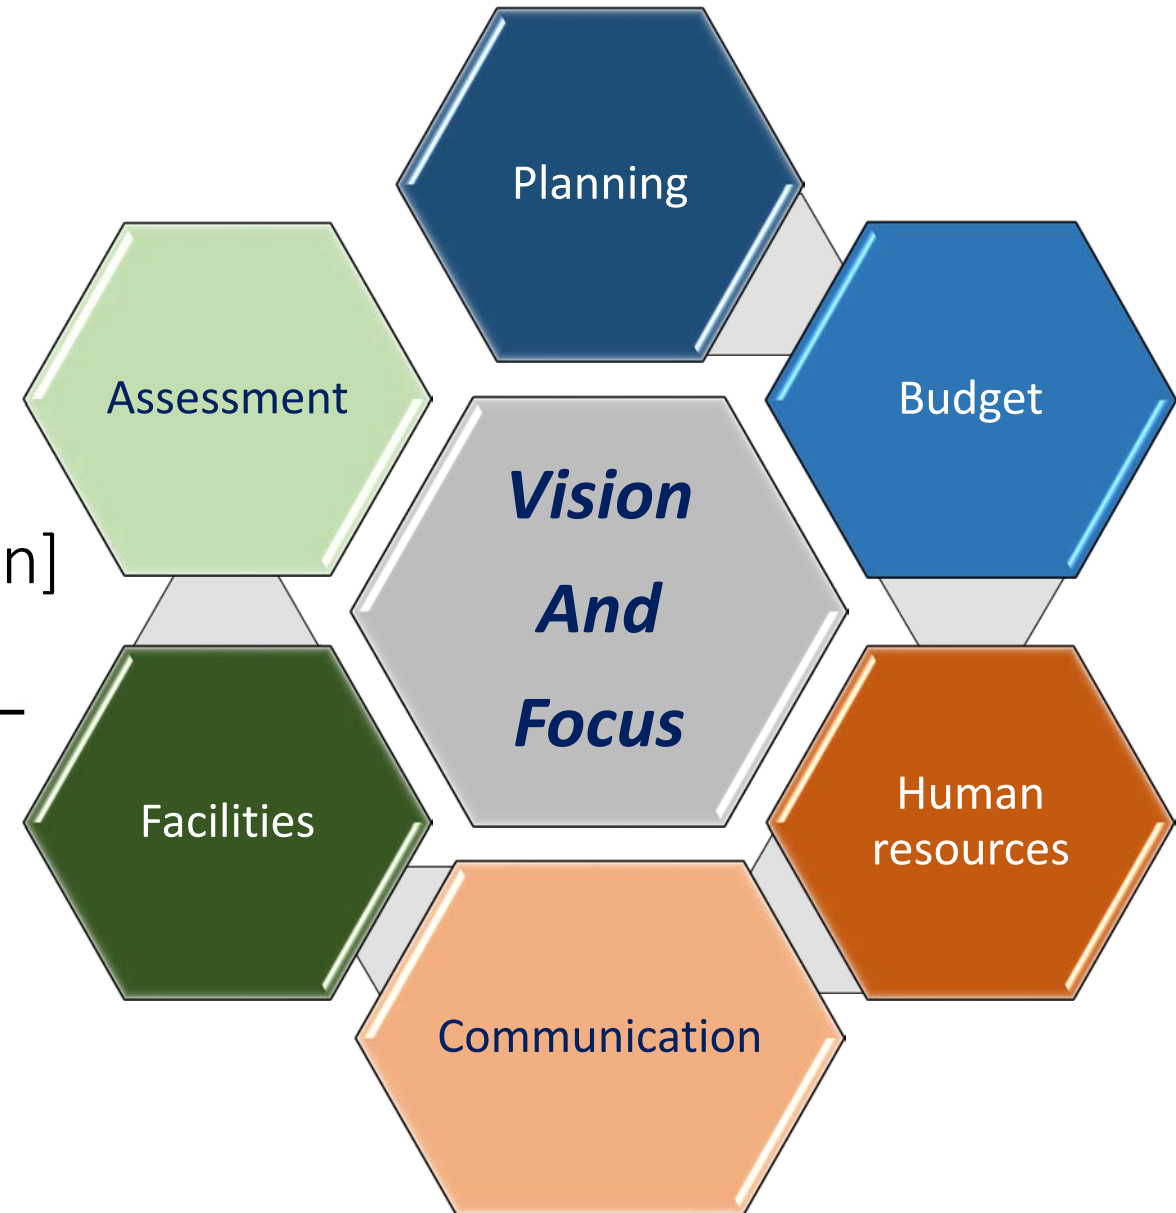 Planning
Assessment
Budget
Vision
And
Focus
n]
–
Facilities
Human
resources
Communication